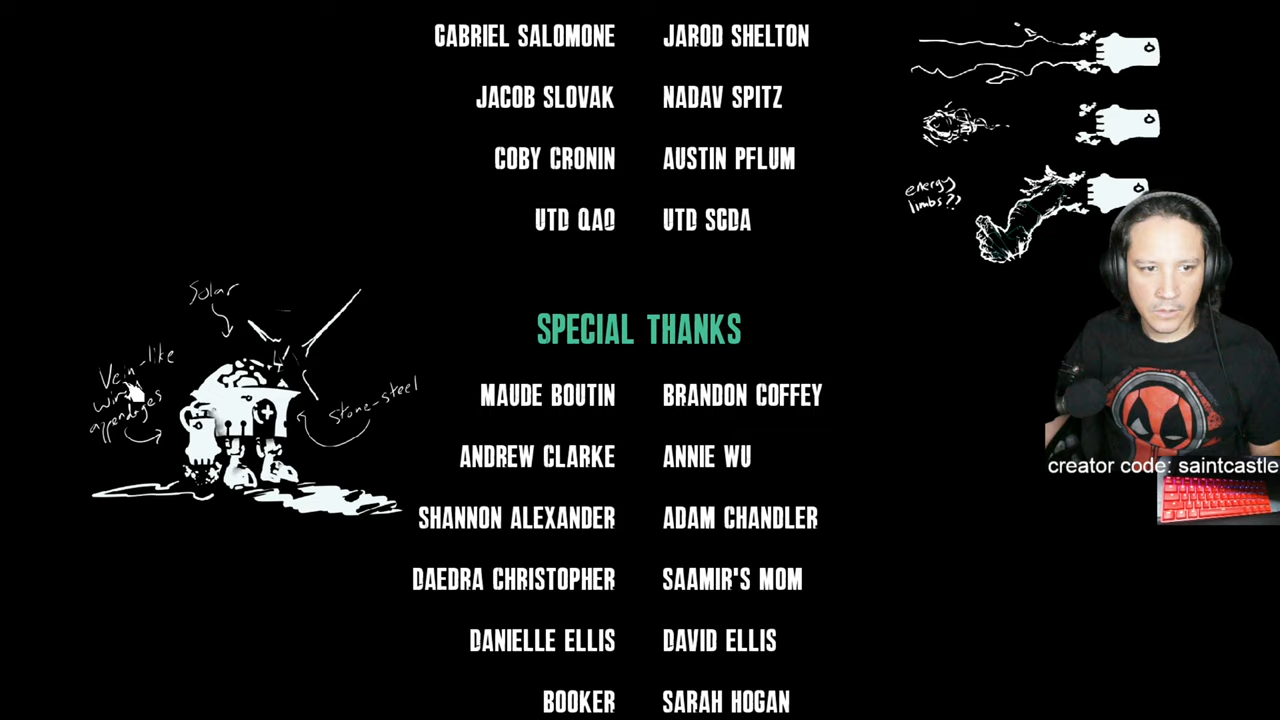 GABRIEL SALOMONE JAROD SHELTON
JACOB SLOVAK NADAV SPITZ
COBY CRONIN AUSTIN PFLUM
energy
limbs??
UTD QAO UTD SGDA
Solar
SPECIAL THANKS
Vein-like
wiry
appendages
stone-steel
MAUDE BOUTIN BRANDON COFFEY
ANDREW CLARKE ANNIE WU
creator code: saintcastle
SHANNON ALEXANDER ADAM CHANDLER
DAEDRA CHRISTOPHER SAAMIR'S MOM
DANIELLE ELLIS DAVID ELLIS
BOOKER SARAH HOGAN